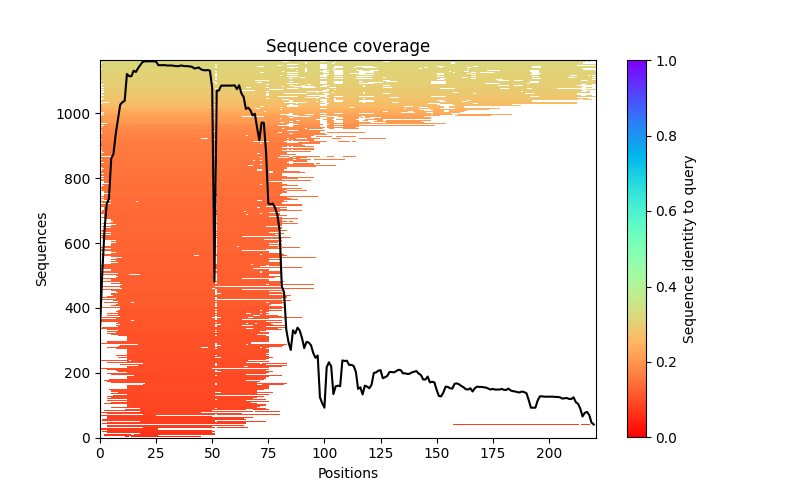 Sequence coverage
Sequences
1000
800
600
400
200
0
0 25 50 75 100 125 150 175 200
Positions
1.0
0.8
0.6
0.4
0.2
0.0
Sequence identity to query